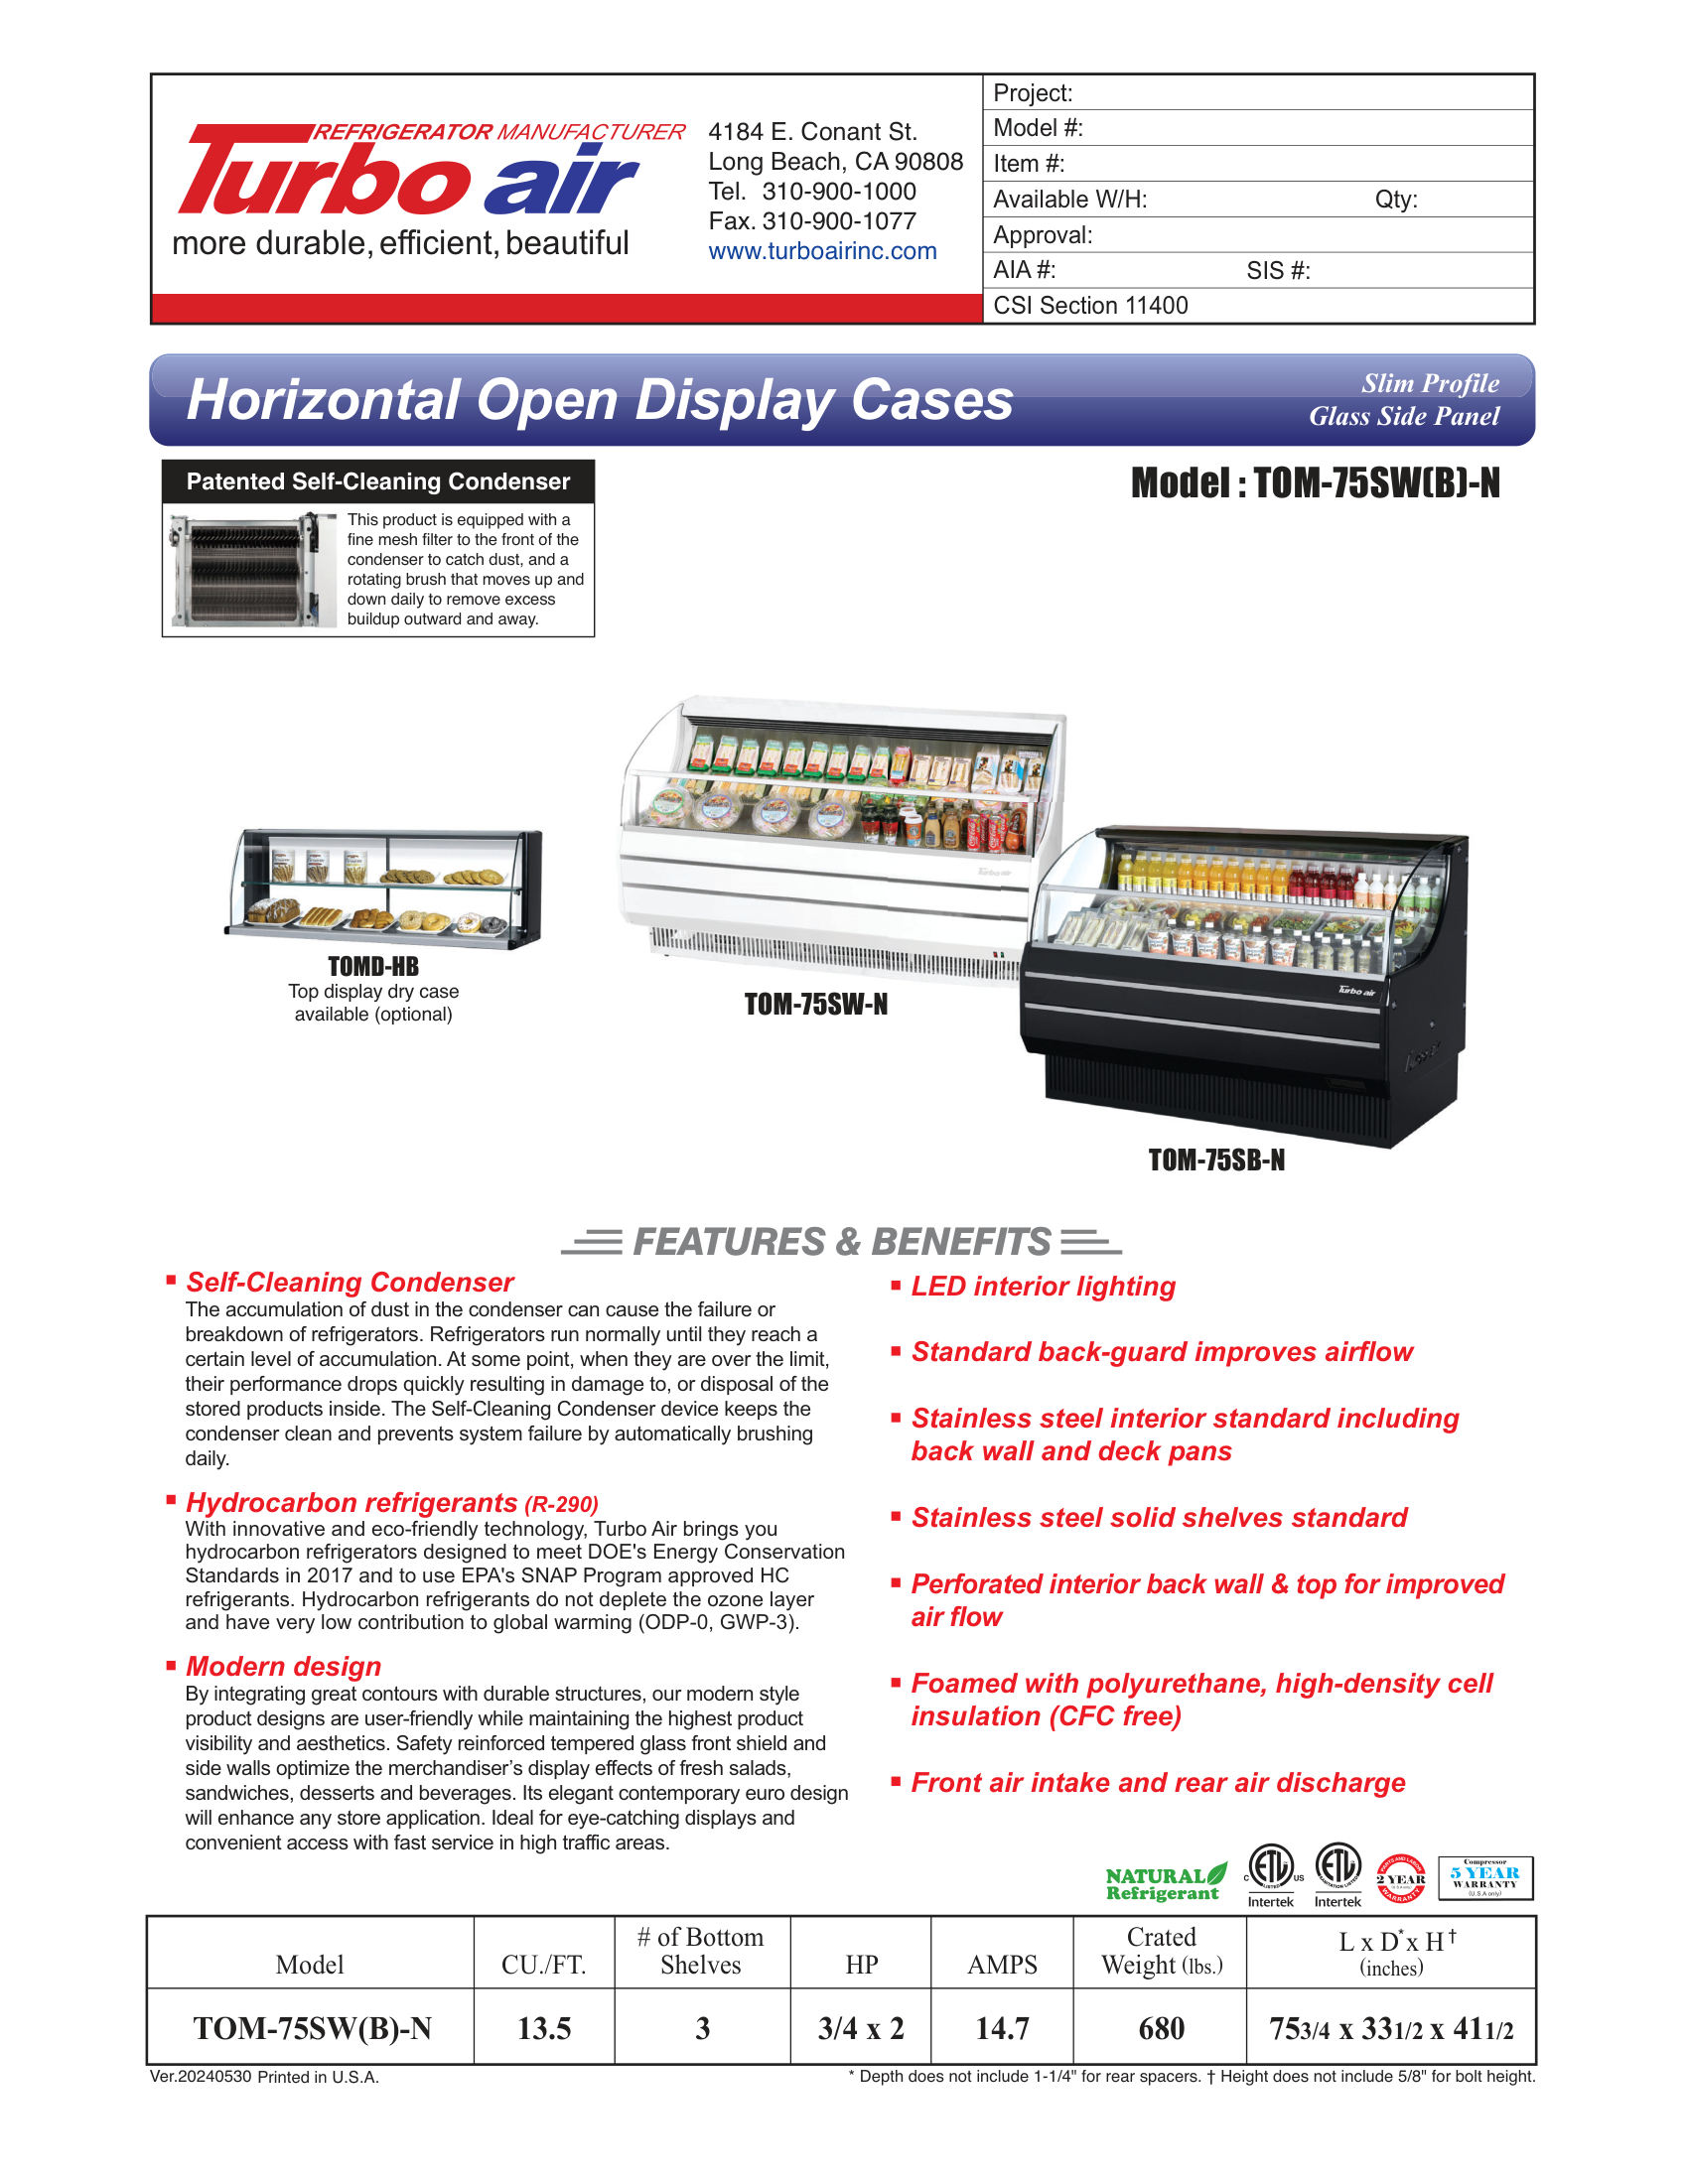 REFRIGERATOR MANUFACTURER
Turbo air
more durable, efficient, beautiful
4184 E. Conant St.
Long Beach, CA 90808
Tel. 310-900-1000
Fax. 310-900-1077
www.turboairinc.com
Project:
Model #:
Item #:
Available W/H: Qty:
Approval:
AIA #: SIS #:
CSI Section 11400
Horizontal Open Display Cases
Slim Profile
Glass Side Panel
Patented Self-Cleaning Condenser
This product is equipped with a
fine mesh filter to the front of the
condenser to catch dust, and a
rotating brush that moves up and
down daily to remove excess
buildup outward and away.
Model : TOM-75SW(B)-N
TOMD-HB
Top display dry case
available (optional)
Turbo air
TOM-75SW-N
Turbo air
TOM-75SB-N
FEATURES & BENEFITS
▪ Self-Cleaning Condenser
The accumulation of dust in the condenser can cause the failure or
breakdown of refrigerators. Refrigerators run normally until they reach a
certain level of accumulation. At some point, when they are over the limit,
their performance drops quickly resulting in damage to, or disposal of the
stored products inside. The Self-Cleaning Condenser device keeps the
condenser clean and prevents system failure by automatically brushing
daily.
▪ Hydrocarbon refrigerants (R-290)
With innovative and eco-friendly technology, Turbo Air brings you
hydrocarbon refrigerators designed to meet DOE's Energy Conservation
Standards in 2017 and to use EPA's SNAP Program approved HC
refrigerants. Hydrocarbon refrigerants do not deplete the ozone layer
and have very low contribution to global warming (ODP-0, GWP-3).
▪ Modern design
By integrating great contours with durable structures, our modern style
product designs are user-friendly while maintaining the highest product
visibility and aesthetics. Safety reinforced tempered glass front shield and
side walls optimize the merchandiser’s display effects of fresh salads,
sandwiches, desserts and beverages. Its elegant contemporary euro design
will enhance any store application. Ideal for eye-catching displays and
convenient access with fast service in high traffic areas.
▪ LED interior lighting
▪ Standard back-guard improves airflow
▪ Stainless steel interior standard including
back wall and deck pans
▪ Stainless steel solid shelves standard
▪ Perforated interior back wall & top for improved
air flow
▪ Foamed with polyurethane, high-density cell
insulation (CFC free)
▪ Front air intake and rear air discharge
NATURAL
Refrigerant
C ETL LISTED US
Intertek
ETL SANITATION LISTED
Intertek
PARTS AND LABOR
2 YEAR
WARRANTY
Compressor
5 YEAR
WARRANTY
(U.S.A only)
Model CU./FT. # of Bottom Shelves HP AMPS Crated Weight (lbs.) L x D* x H† (inches)
TOM-75SW(B)-N 13.5 3 3/4 x 2 14.7 680 753/4 x 331/2 x 411/2
Ver.20240530 Printed in U.S.A.
* Depth does not include 1-1/4" for rear spacers. † Height does not include 5/8" for bolt height.